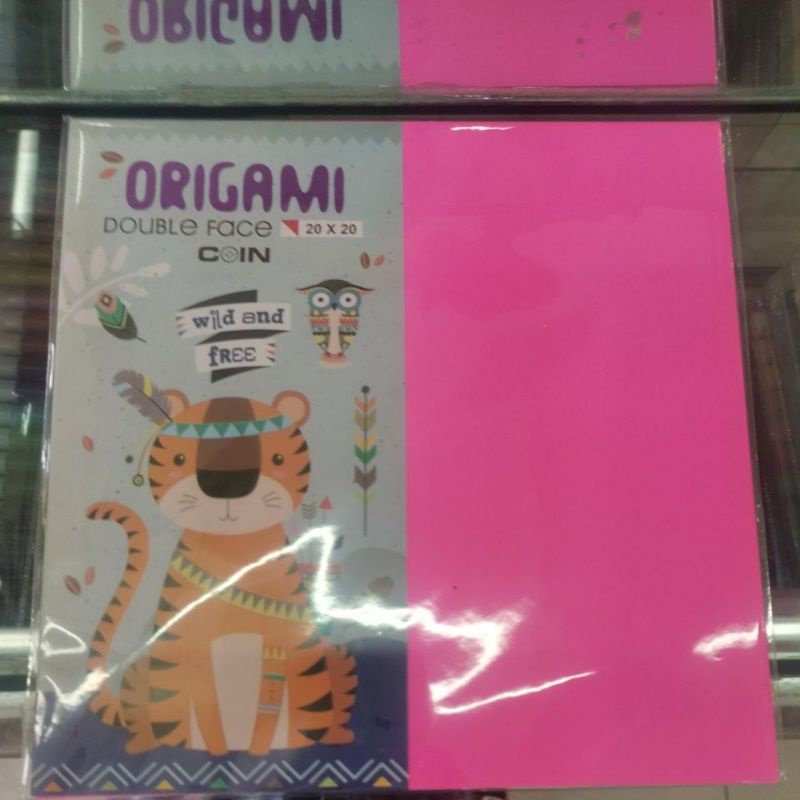 ORIGAMI
ORIGAMI
DOUBLE FACE 20 X 20
COIN
wild and
FREE